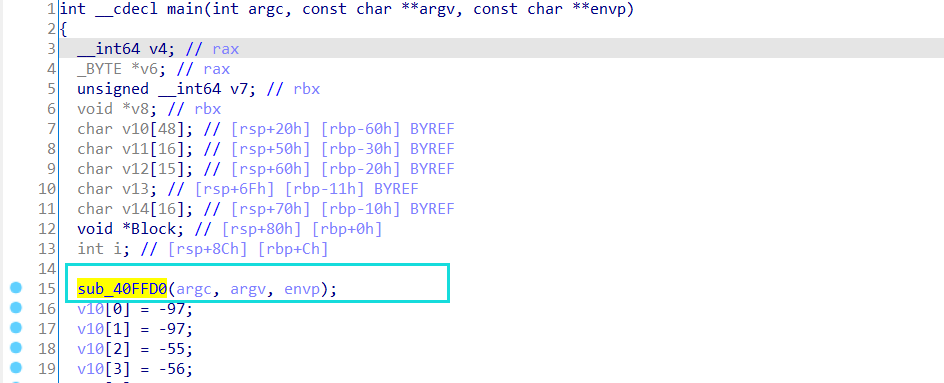 1 int __cdecl main(int argc, const char **argv, const char **envp)
2 {
3 __int64 v4; // rax
4 _BYTE *v6; // rax
5 unsigned __int64 v7; // rbx
6 void *v8; // rbx
7 char v10[48]; // [rsp+20h] [rbp-60h] BYREF
8 char v11[16]; // [rsp+50h] [rbp-30h] BYREF
9 char v12[15]; // [rsp+60h] [rbp-20h] BYREF
10 char v13; // [rsp+6Fh] [rbp-11h] BYREF
11 char v14[16]; // [rsp+70h] [rbp-10h] BYREF
12 void *Block; // [rsp+80h] [rbp+0h]
13 int i; // [rsp+8Ch] [rbp+Ch]
14
15 sub_40FFD0(argc, argv, envp);
16 v10[0] = -97;
17 v10[1] = -97;
18 v10[2] = -55;
19 v10[3] = -56;